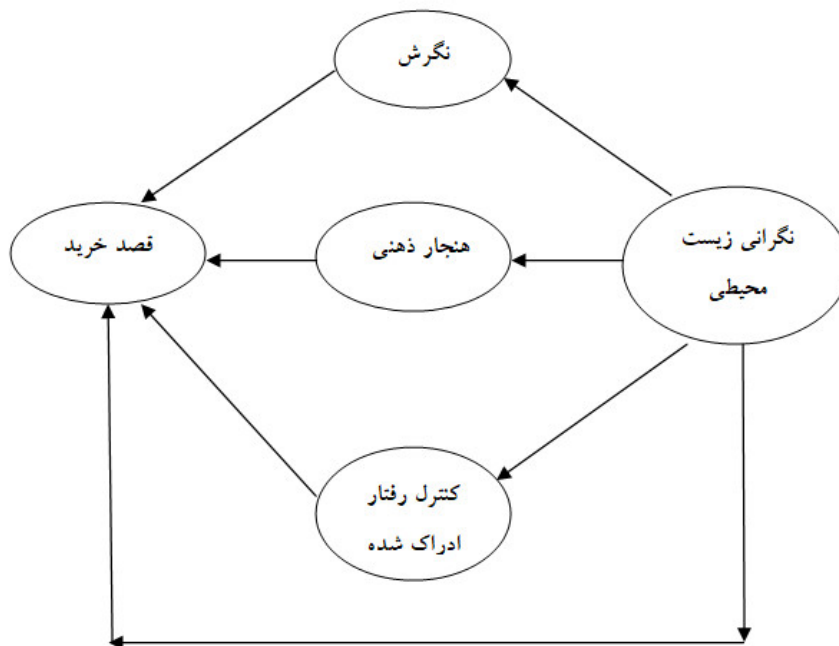 نگرش
نگرانی زیست
محیطی
هنجار ذهنی
قصد خرید
کنترل رفتار
ادراک شده